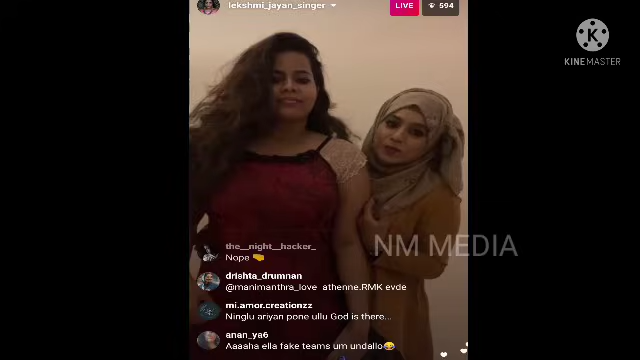 lekshmi_jayan_singer
LIVE
594
KINEMASTER
NM MEDIA
the__night_hacker_
Nope 🤜
drishta_drumnan
@manimanthra_love athenne.RMK evde
mi.amor.creationzz
Ninglu ariyan pone ullu God is there...
anan_ya6
Aaaaha ella fake teams um undallo😂